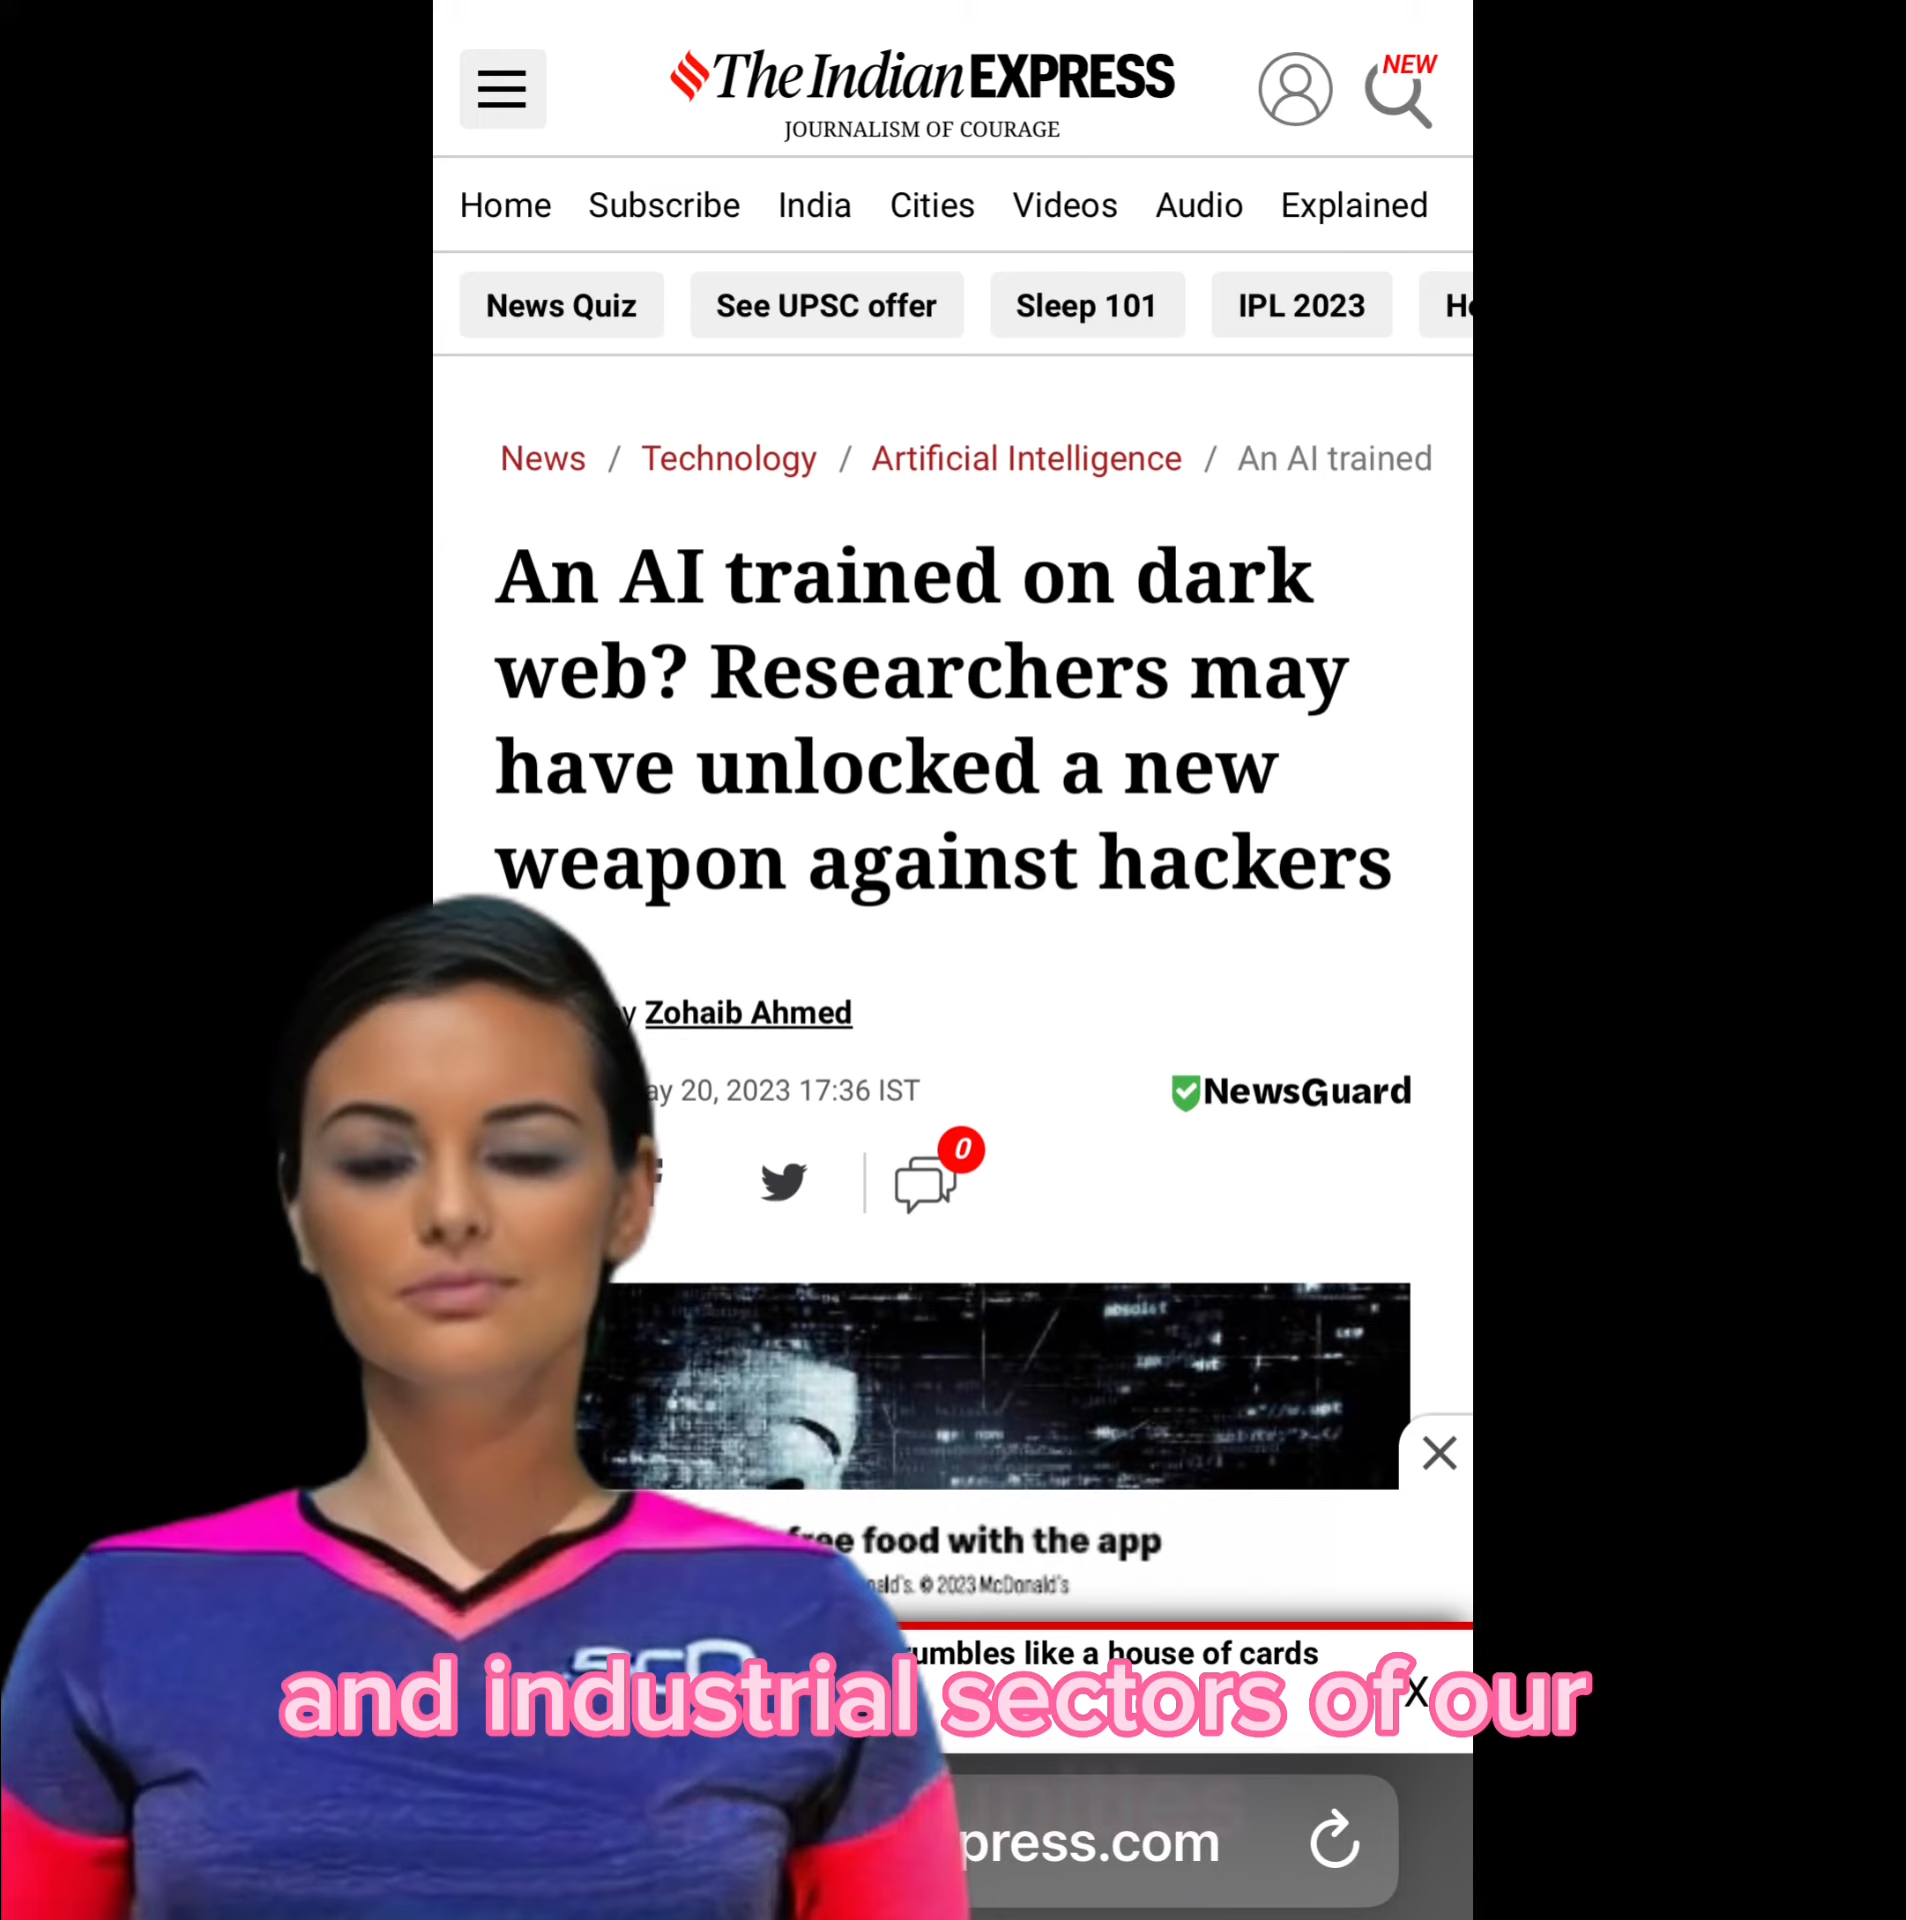 The Indian EXPRESS
JOURNALISM OF COURAGE
NEW
Home Subscribe India Cities Videos Audio Explained
News Quiz See UPSC offer Sleep 101 IPL 2023
News / Technology / Artificial Intelligence / An AI trained
An AI trained on dark
web? Researchers may
have unlocked a new
weapon against hackers
Zohaib Ahmed
20, 2023 17:36 IST
NewsGuard
0
food with the app
© 2023 McDonald's
like a house of cards
X
and industrial sectors of our
press.com